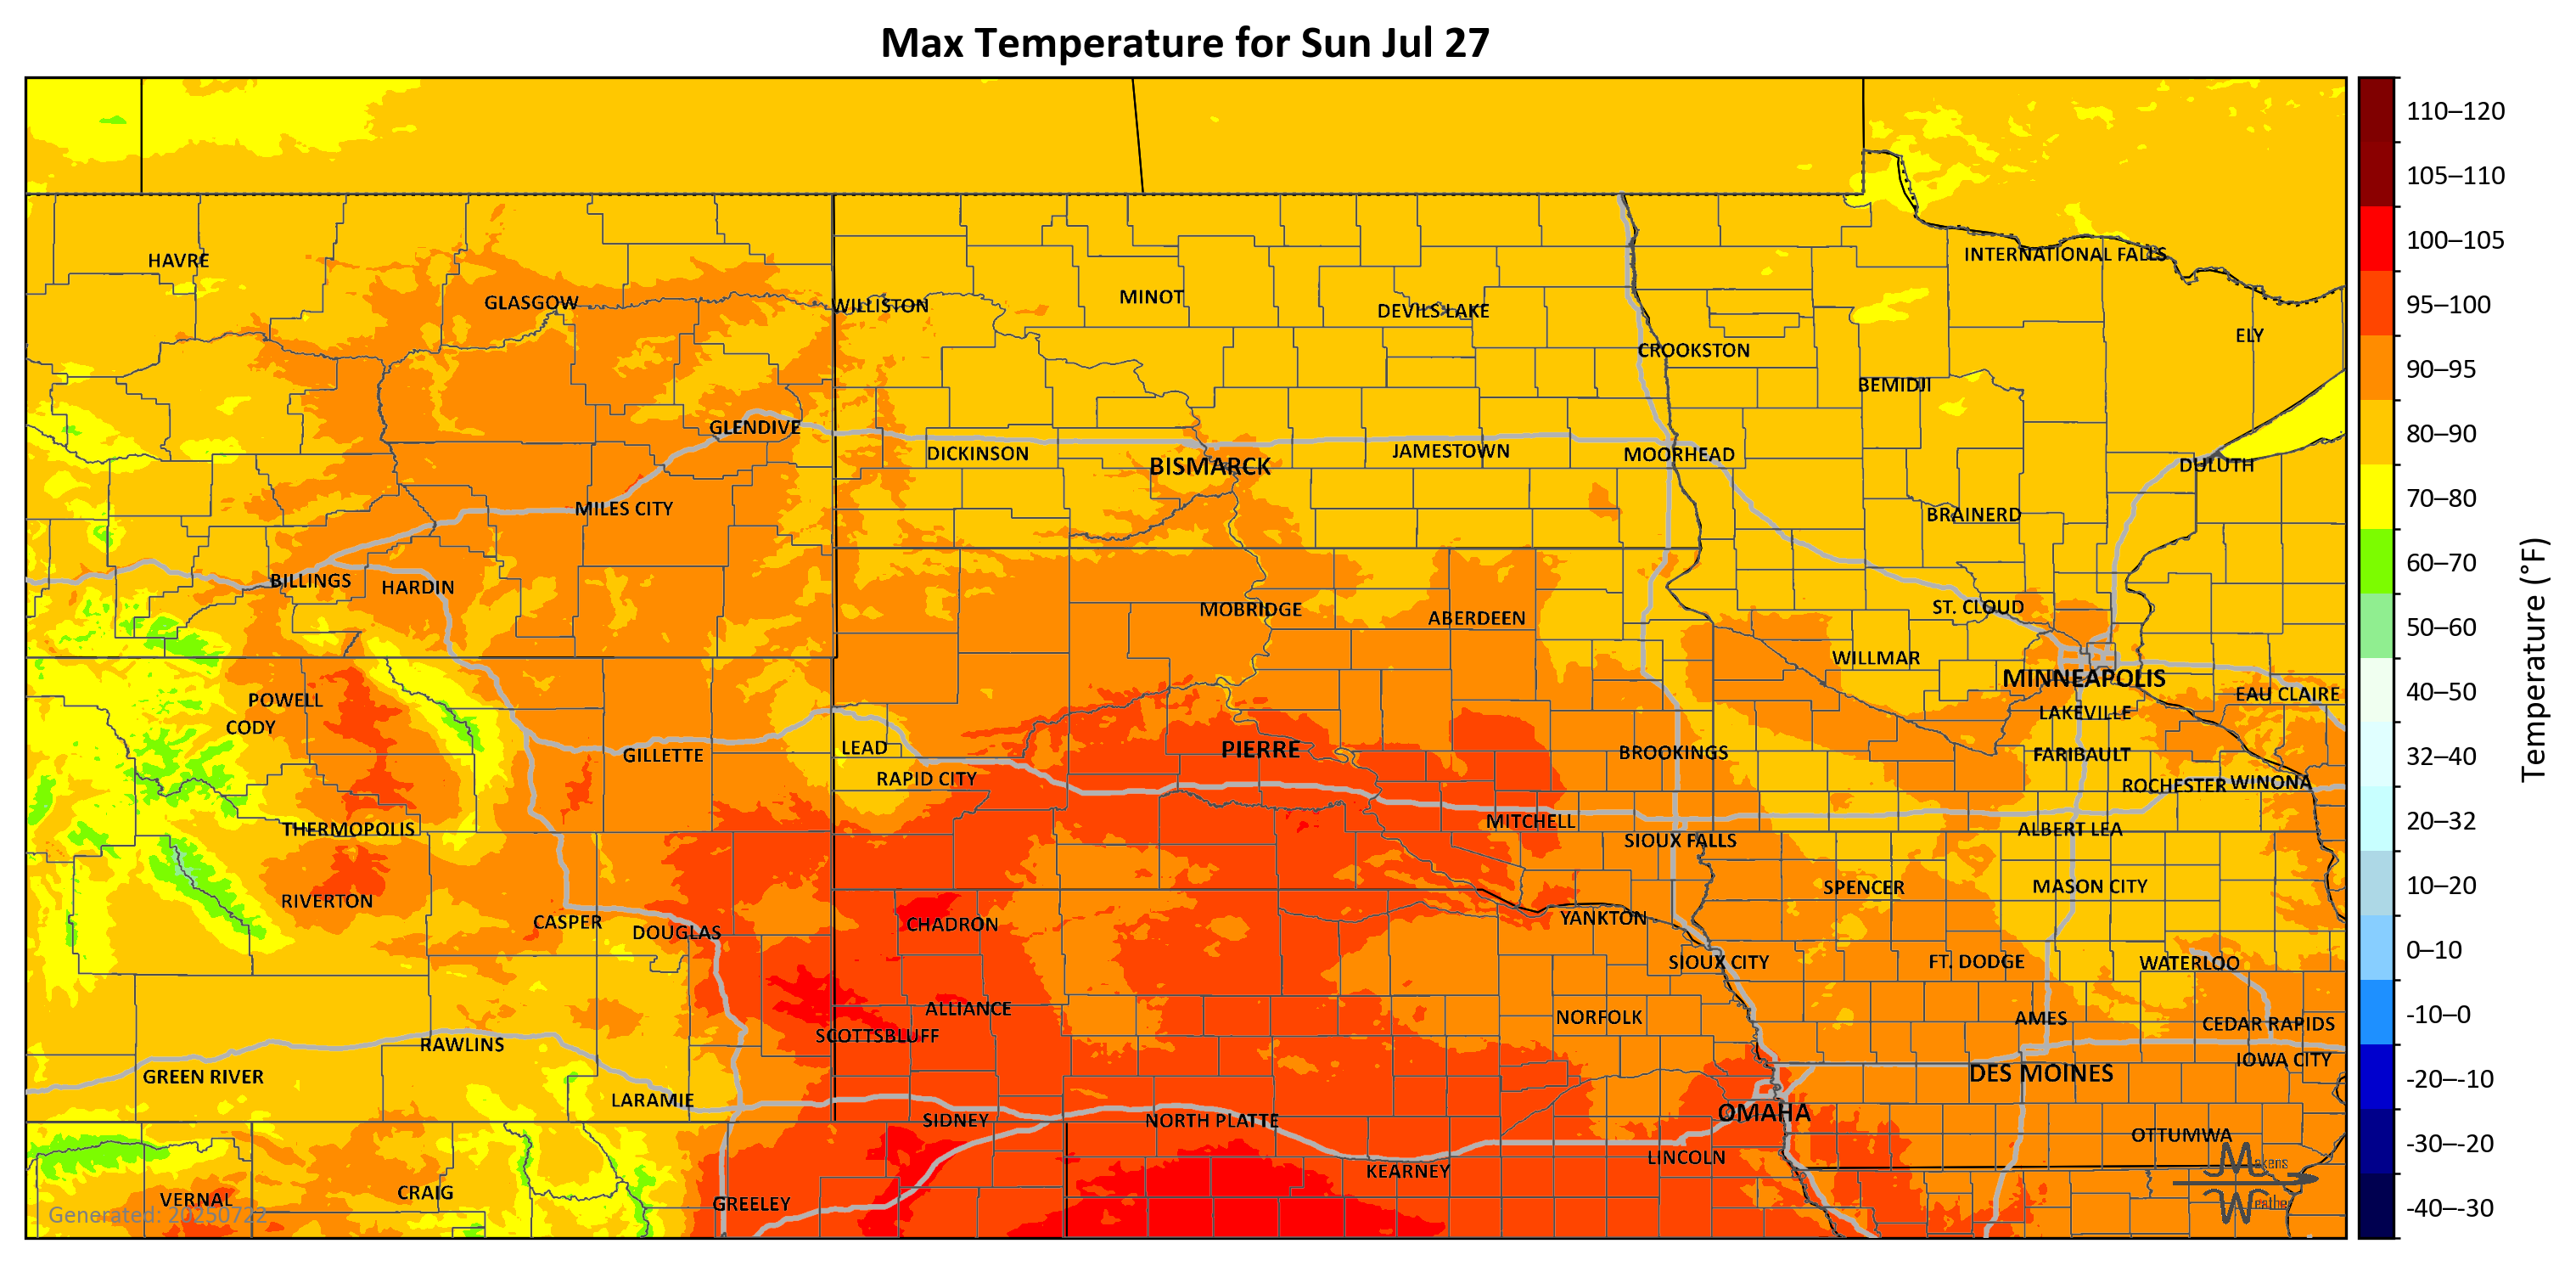 Max Temperature for Sun Jul 27
HAVRE
GLASGOW
WILLISTON
MINOT
DEVILS LAKE
INTERNATIONAL FALLS
ELY
CROOKSTON
BEMIDJI
GLENDIVE
DICKINSON
BISMARCK
JAMESTOWN
MOORHEAD
DULUTH
MILES CITY
BRAINERD
BILLINGS
HARDIN
MOBRIDGE
ABERDEEN
ST. CLOUD
WILLMAR
MINNEAPOLIS
EAU CLAIRE
POWELL
CODY
LAKEVILLE
GILLETTE
LEAD
PIERRE
BROOKINGS
FARIBAULT
RAPID CITY
ROCHESTER
WINONA
THERMOPOLIS
MITCHELL
SIOUX FALLS
ALBERT LEA
RIVERTON
SPENCER
MASON CITY
CASPER
DOUGLAS
CHADRON
YANKTON
SIOUX CITY
FT. DODGE
WATERLOO
ALLIANCE
NORFOLK
AMES
CEDAR RAPIDS
SCOTTSBLUFF
RAWLINS
IOWA CITY
GREEN RIVER
DES MOINES
LARAMIE
SIDNEY
NORTH PLATTE
OMAHA
OTTUMWA
KEARNEY
LINCOLN
VERNAL
CRAIG
GREELEY
Generated: 20250722
Makens
Weather
110–120
105–110
100–105
95–100
90–95
80–90
70–80
60–70
50–60
40–50
32–40
20–32
10–20
0–10
-10–0
-20–-10
-30–-20
-40–-30
Temperature (°F)